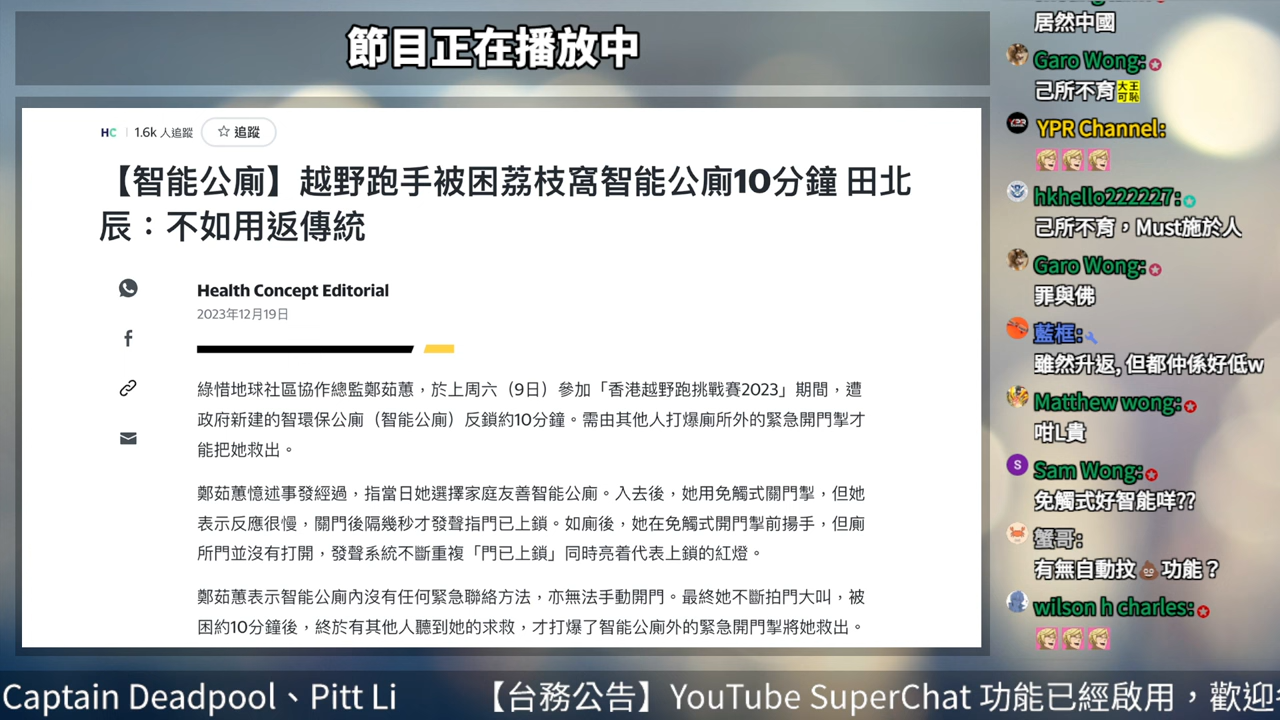 節目正在播放中
HC | 1.6k 人追蹤 ☆ 追蹤
【智能公廁】越野跑手被困荔枝窩智能公廁10分鐘 田北
辰：不如用返傳統
Health Concept Editorial
2023年12月19日
綠惜地球社區協作總監鄭茹蕙，於上周六（9日）參加「香港越野跑挑戰賽2023」期間，遭
政府新建的智環保公廁（智能公廁）反鎖約10分鐘。需由其他人打爆廁所外的緊急開門掣才
能把她救出。
鄭茹蕙憶述事發經過，指當日她選擇家庭友善智能公廁。入去後，她用免觸式關門掣，但她
表示反應很慢，關門後隔幾秒才發聲指門已上鎖。如廁後，她在免觸式開門掣前揚手，但廁
所門並沒有打開，發聲系統不斷重複「門已上鎖」同時亮着代表上鎖的紅燈。
鄭茹蕙表示智能公廁內沒有任何緊急聯絡方法，亦無法手動開門。最終她不斷拍門大叫，被
困約10分鐘後，終於有其他人聽到她的求救，才打爆了智能公廁外的緊急開門掣將她救出。
居然中國
Garo Wong:
己所不育大王可恥
YPR Channel:
hkhello222227:
己所不育，Must施於人
Garo Wong:
罪與佛
藍框:
雖然升返, 但都仲係好低w
Matthew wong:
咁L貴
S
Sam Wong:
免觸式好智能咩??
蟹哥:
有無自動抆💩功能？
wilson h charles:
Captain Deadpool、Pitt Li 【台務公告】YouTube SuperChat 功能已經啟用，歡迎